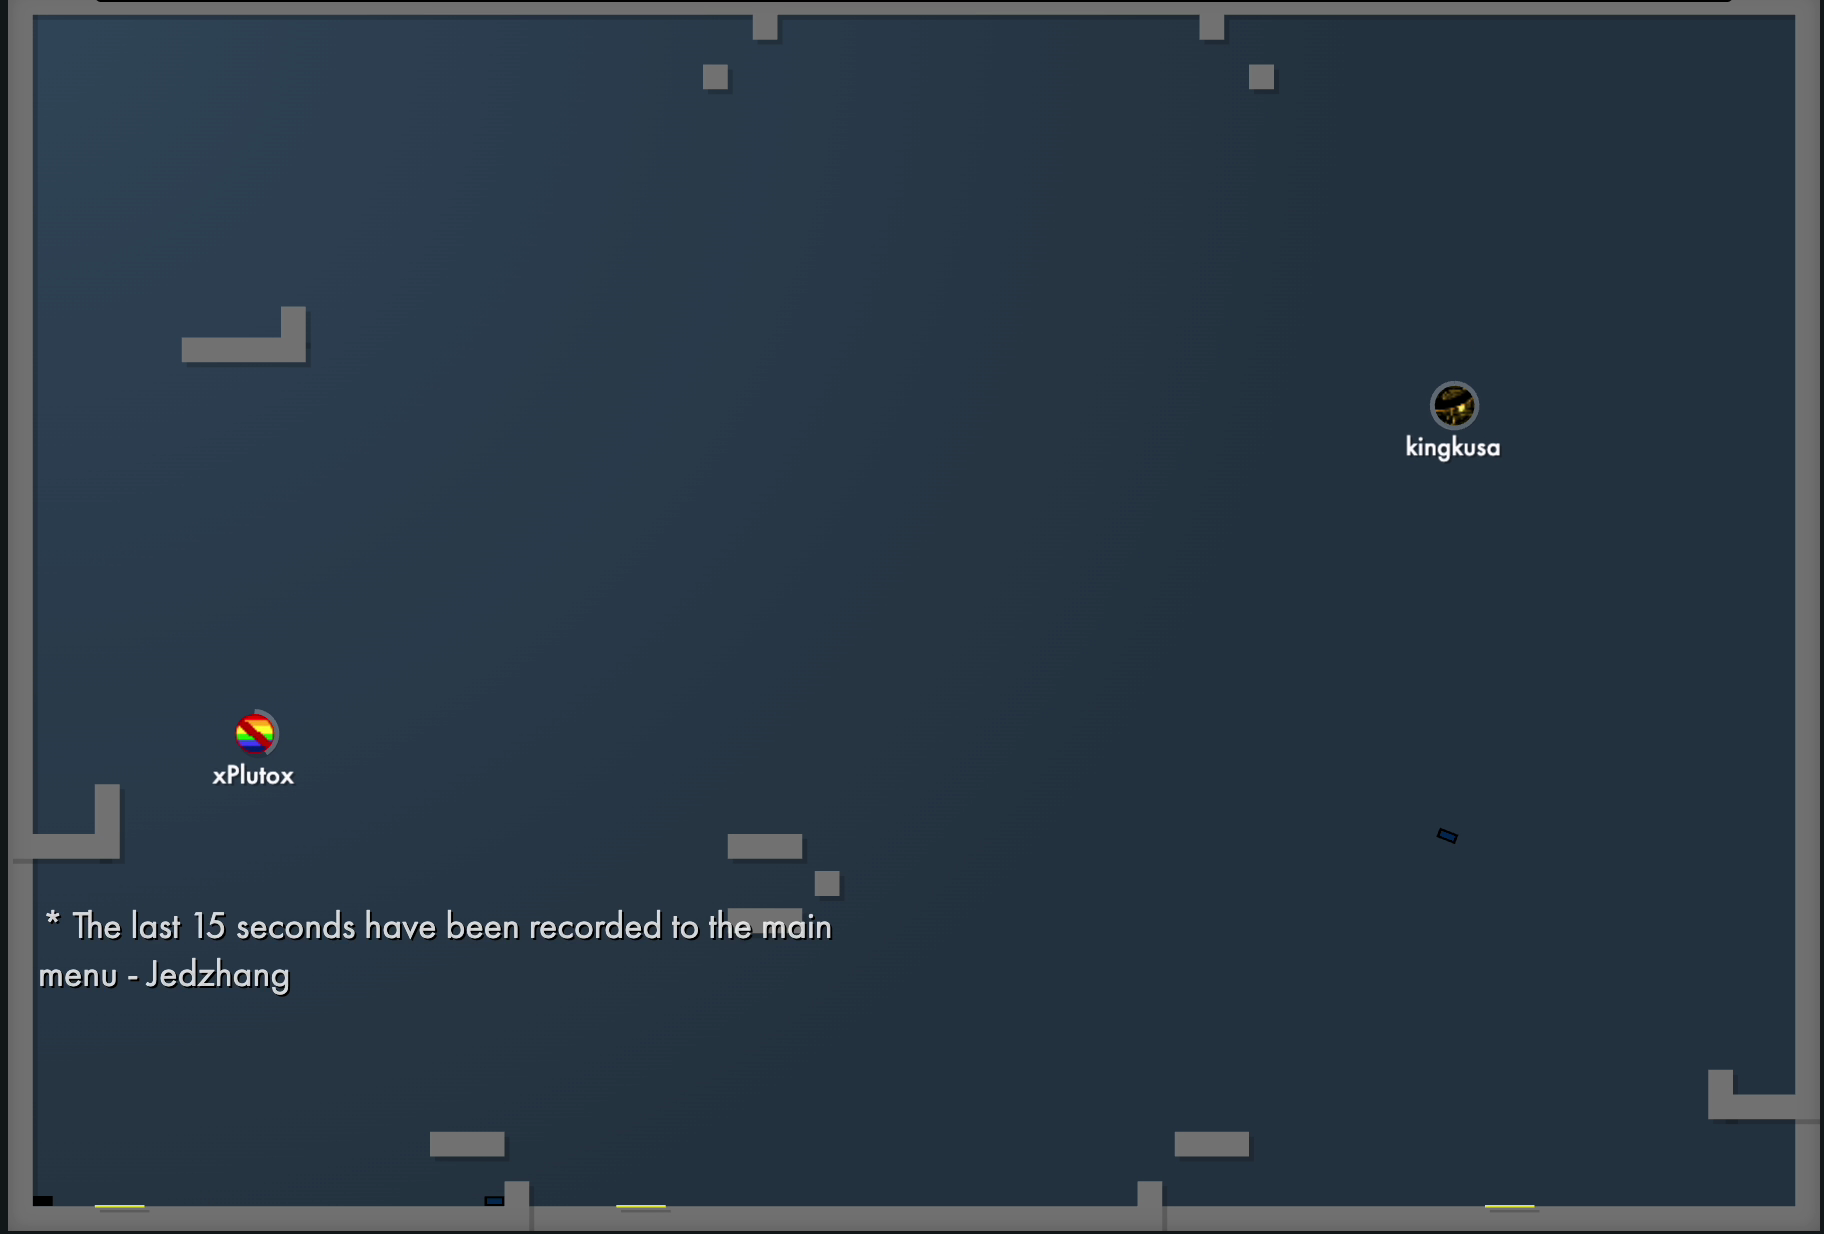 kingkusa
xPlutox
* The last 15 seconds have been recorded to the main
menu - Jedzhang